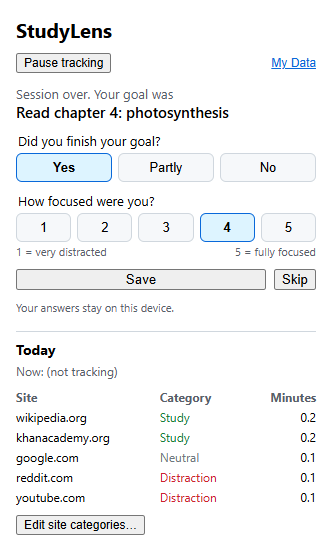 StudyLens
Pause tracking My Data
Session over. Your goal was
Read chapter 4: photosynthesis
Did you finish your goal?
Yes Partly No
How focused were you?
1 2 3 4 5
1 = very distracted 5 = fully focused
Save Skip
Your answers stay on this device.
Today
Now: (not tracking)
Site Category Minutes
wikipedia.org Study 0.2
khanacademy.org Study 0.2
google.com Neutral 0.1
reddit.com Distraction 0.1
youtube.com Distraction 0.1
Edit site categories…